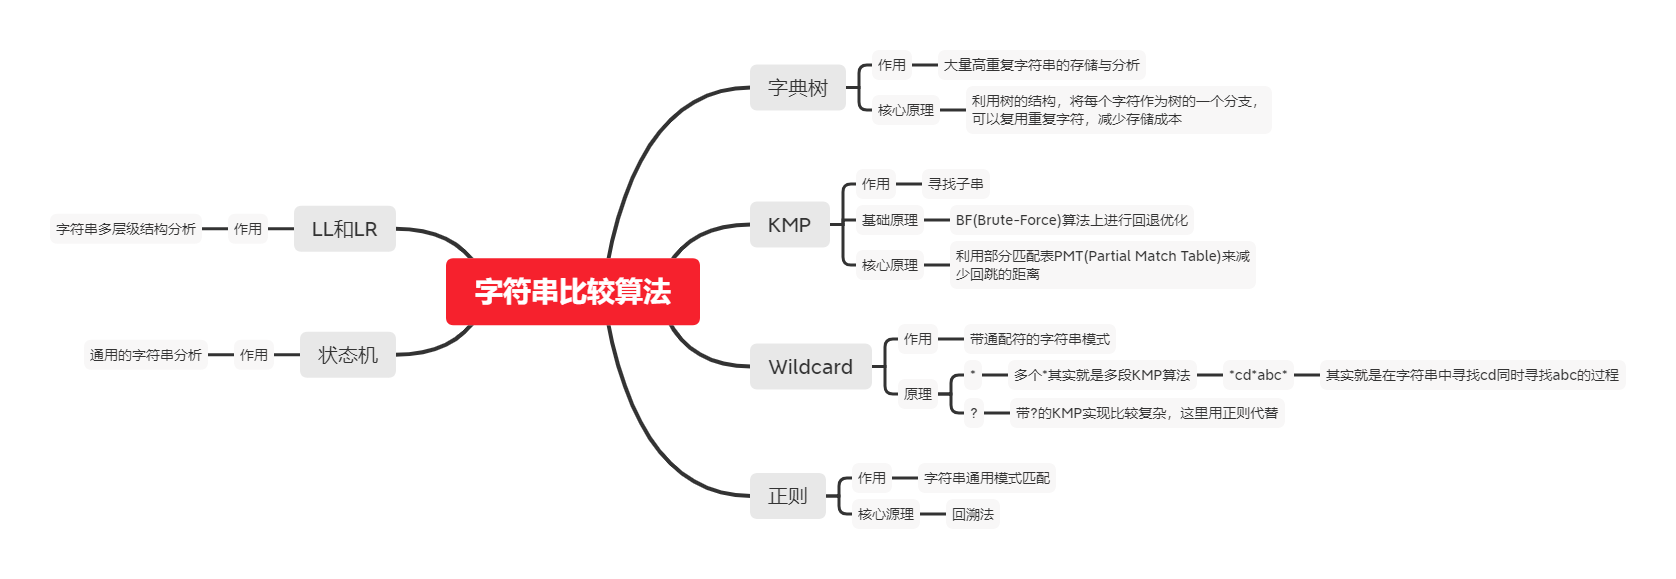 字符串比较算法
字典树
作用
大量高重复字符串的存储与分析
核心原理
利用树的结构，将每个字符作为树的一个分支，
可以复用重复字符，减少存储成本
KMP
作用
寻找子串
基础原理
BF(Brute-Force)算法上进行回退优化
核心原理
利用部分匹配表PMT(Partial Match Table)来减
少回跳的距离
Wildcard
作用
带通配符的字符串模式
原理
*
多个*其实就是多段KMP算法
*cd*abc*
其实就是在字符串中寻找cd同时寻找abc的过程
?
带?的KMP实现比较复杂，这里用正则代替
正则
作用
字符串通用模式匹配
核心源理
回溯法
LL和LR
作用
字符串多层级结构分析
状态机
作用
通用的字符串分析